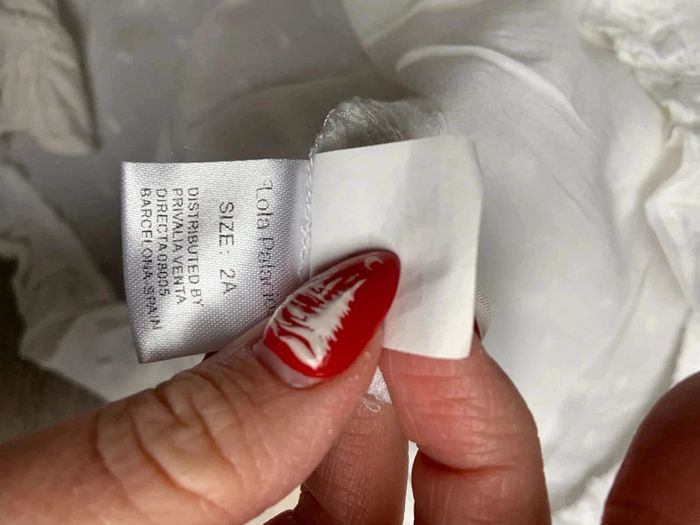 Lola Palacios
SIZE: 2A
DISTRIBUTED BY
PRIVALIA VENTA
DIRECTA 08005
BARCELONA, SPAIN